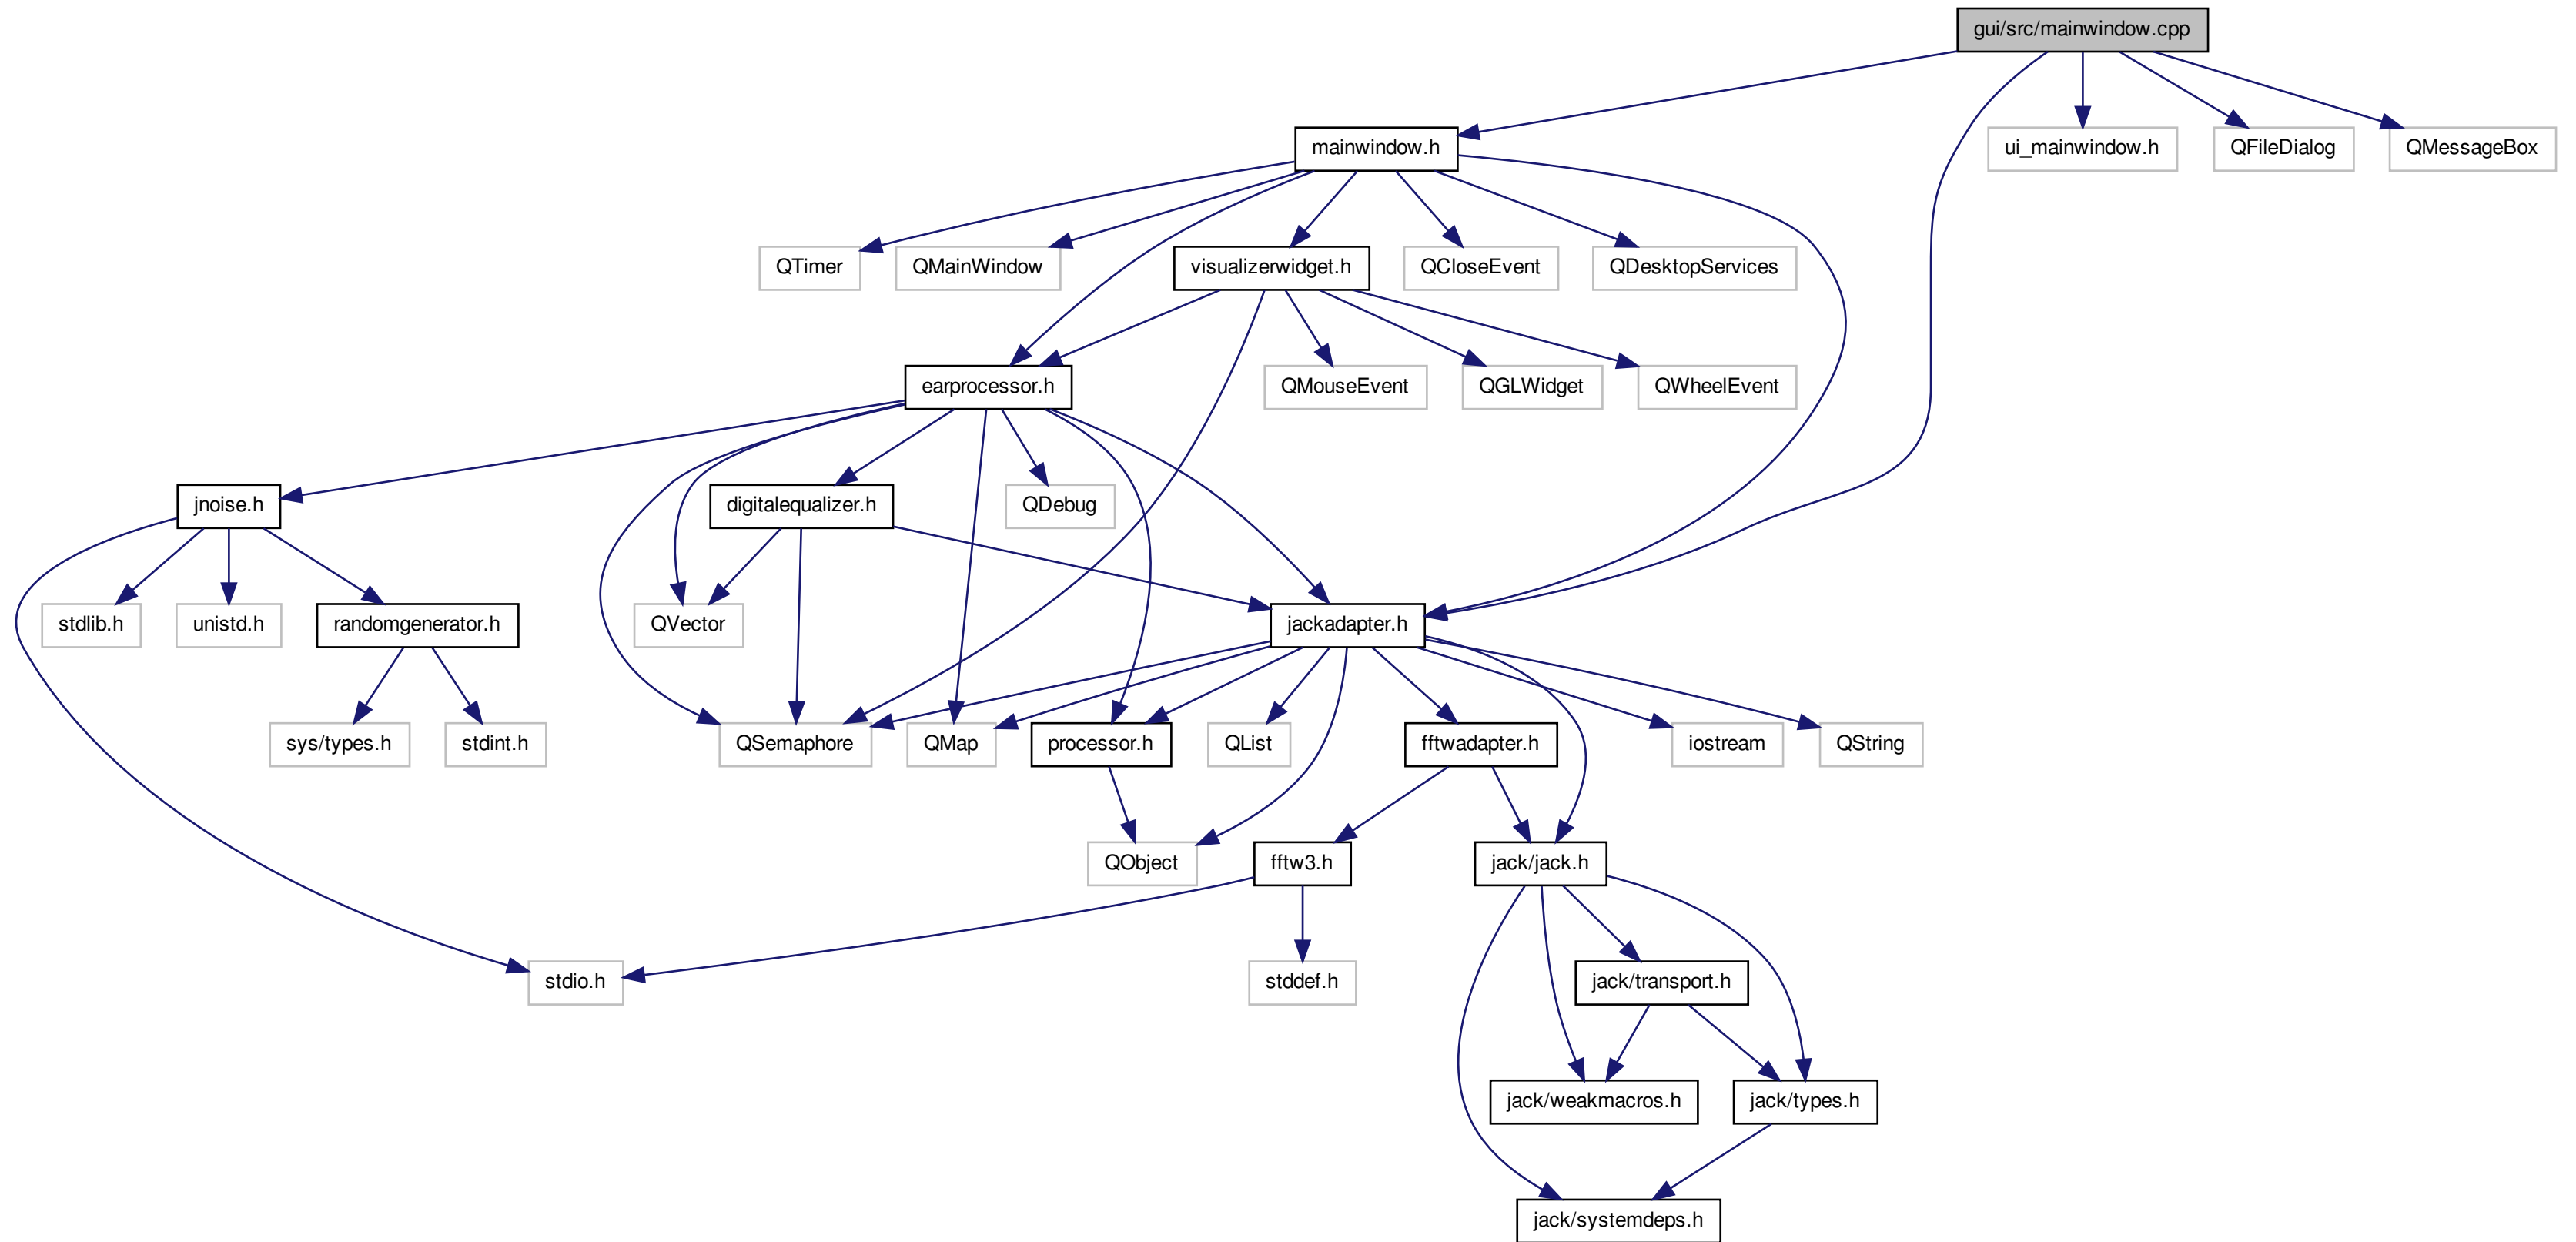 gui/src/mainwindow.cpp
mainwindow.h
ui_mainwindow.h
QFileDialog
QMessageBox
QTimer
QMainWindow
visualizerwidget.h
QCloseEvent
QDesktopServices
earprocessor.h
QMouseEvent
QGLWidget
QWheelEvent
jnoise.h
digitalequalizer.h
QDebug
stdlib.h
unistd.h
randomgenerator.h
QVector
jackadapter.h
sys/types.h
stdint.h
QSemaphore
QMap
processor.h
QList
fftwadapter.h
iostream
QString
QObject
fftw3.h
jack/jack.h
stdio.h
stddef.h
jack/transport.h
jack/weakmacros.h
jack/types.h
jack/systemdeps.h